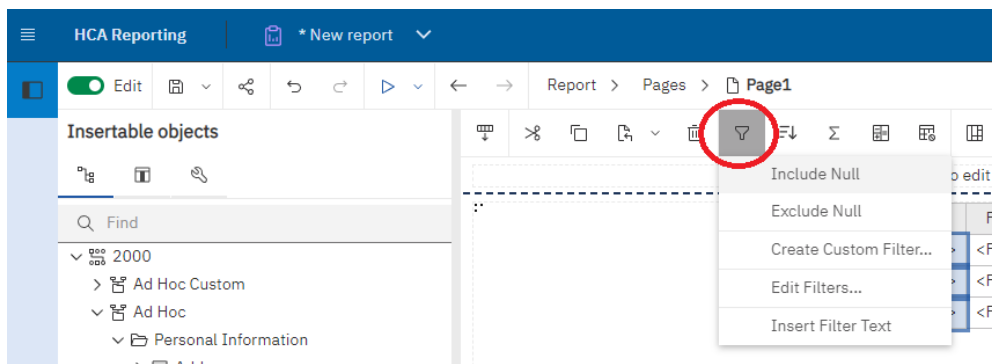 HCA Reporting * New report
Edit Report > Pages > Page1
Insertable objects
Include Null
Exclude Null
Create Custom Filter...
Edit Filters...
Insert Filter Text
o edit
Find
2000
Ad Hoc Custom
Ad Hoc
Personal Information